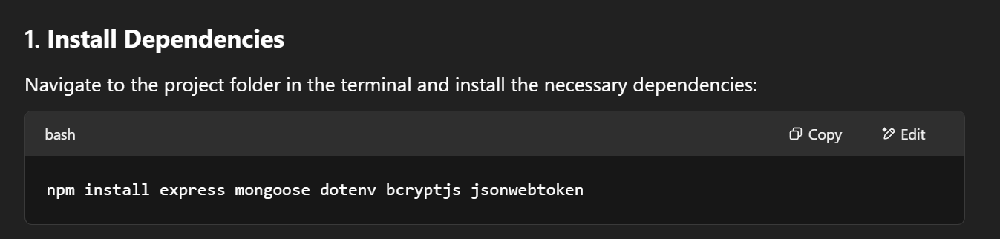 1. Install Dependencies
Navigate to the project folder in the terminal and install the necessary dependencies:
bash
Copy
Edit
npm install express mongoose dotenv bcryptjs jsonwebtoken